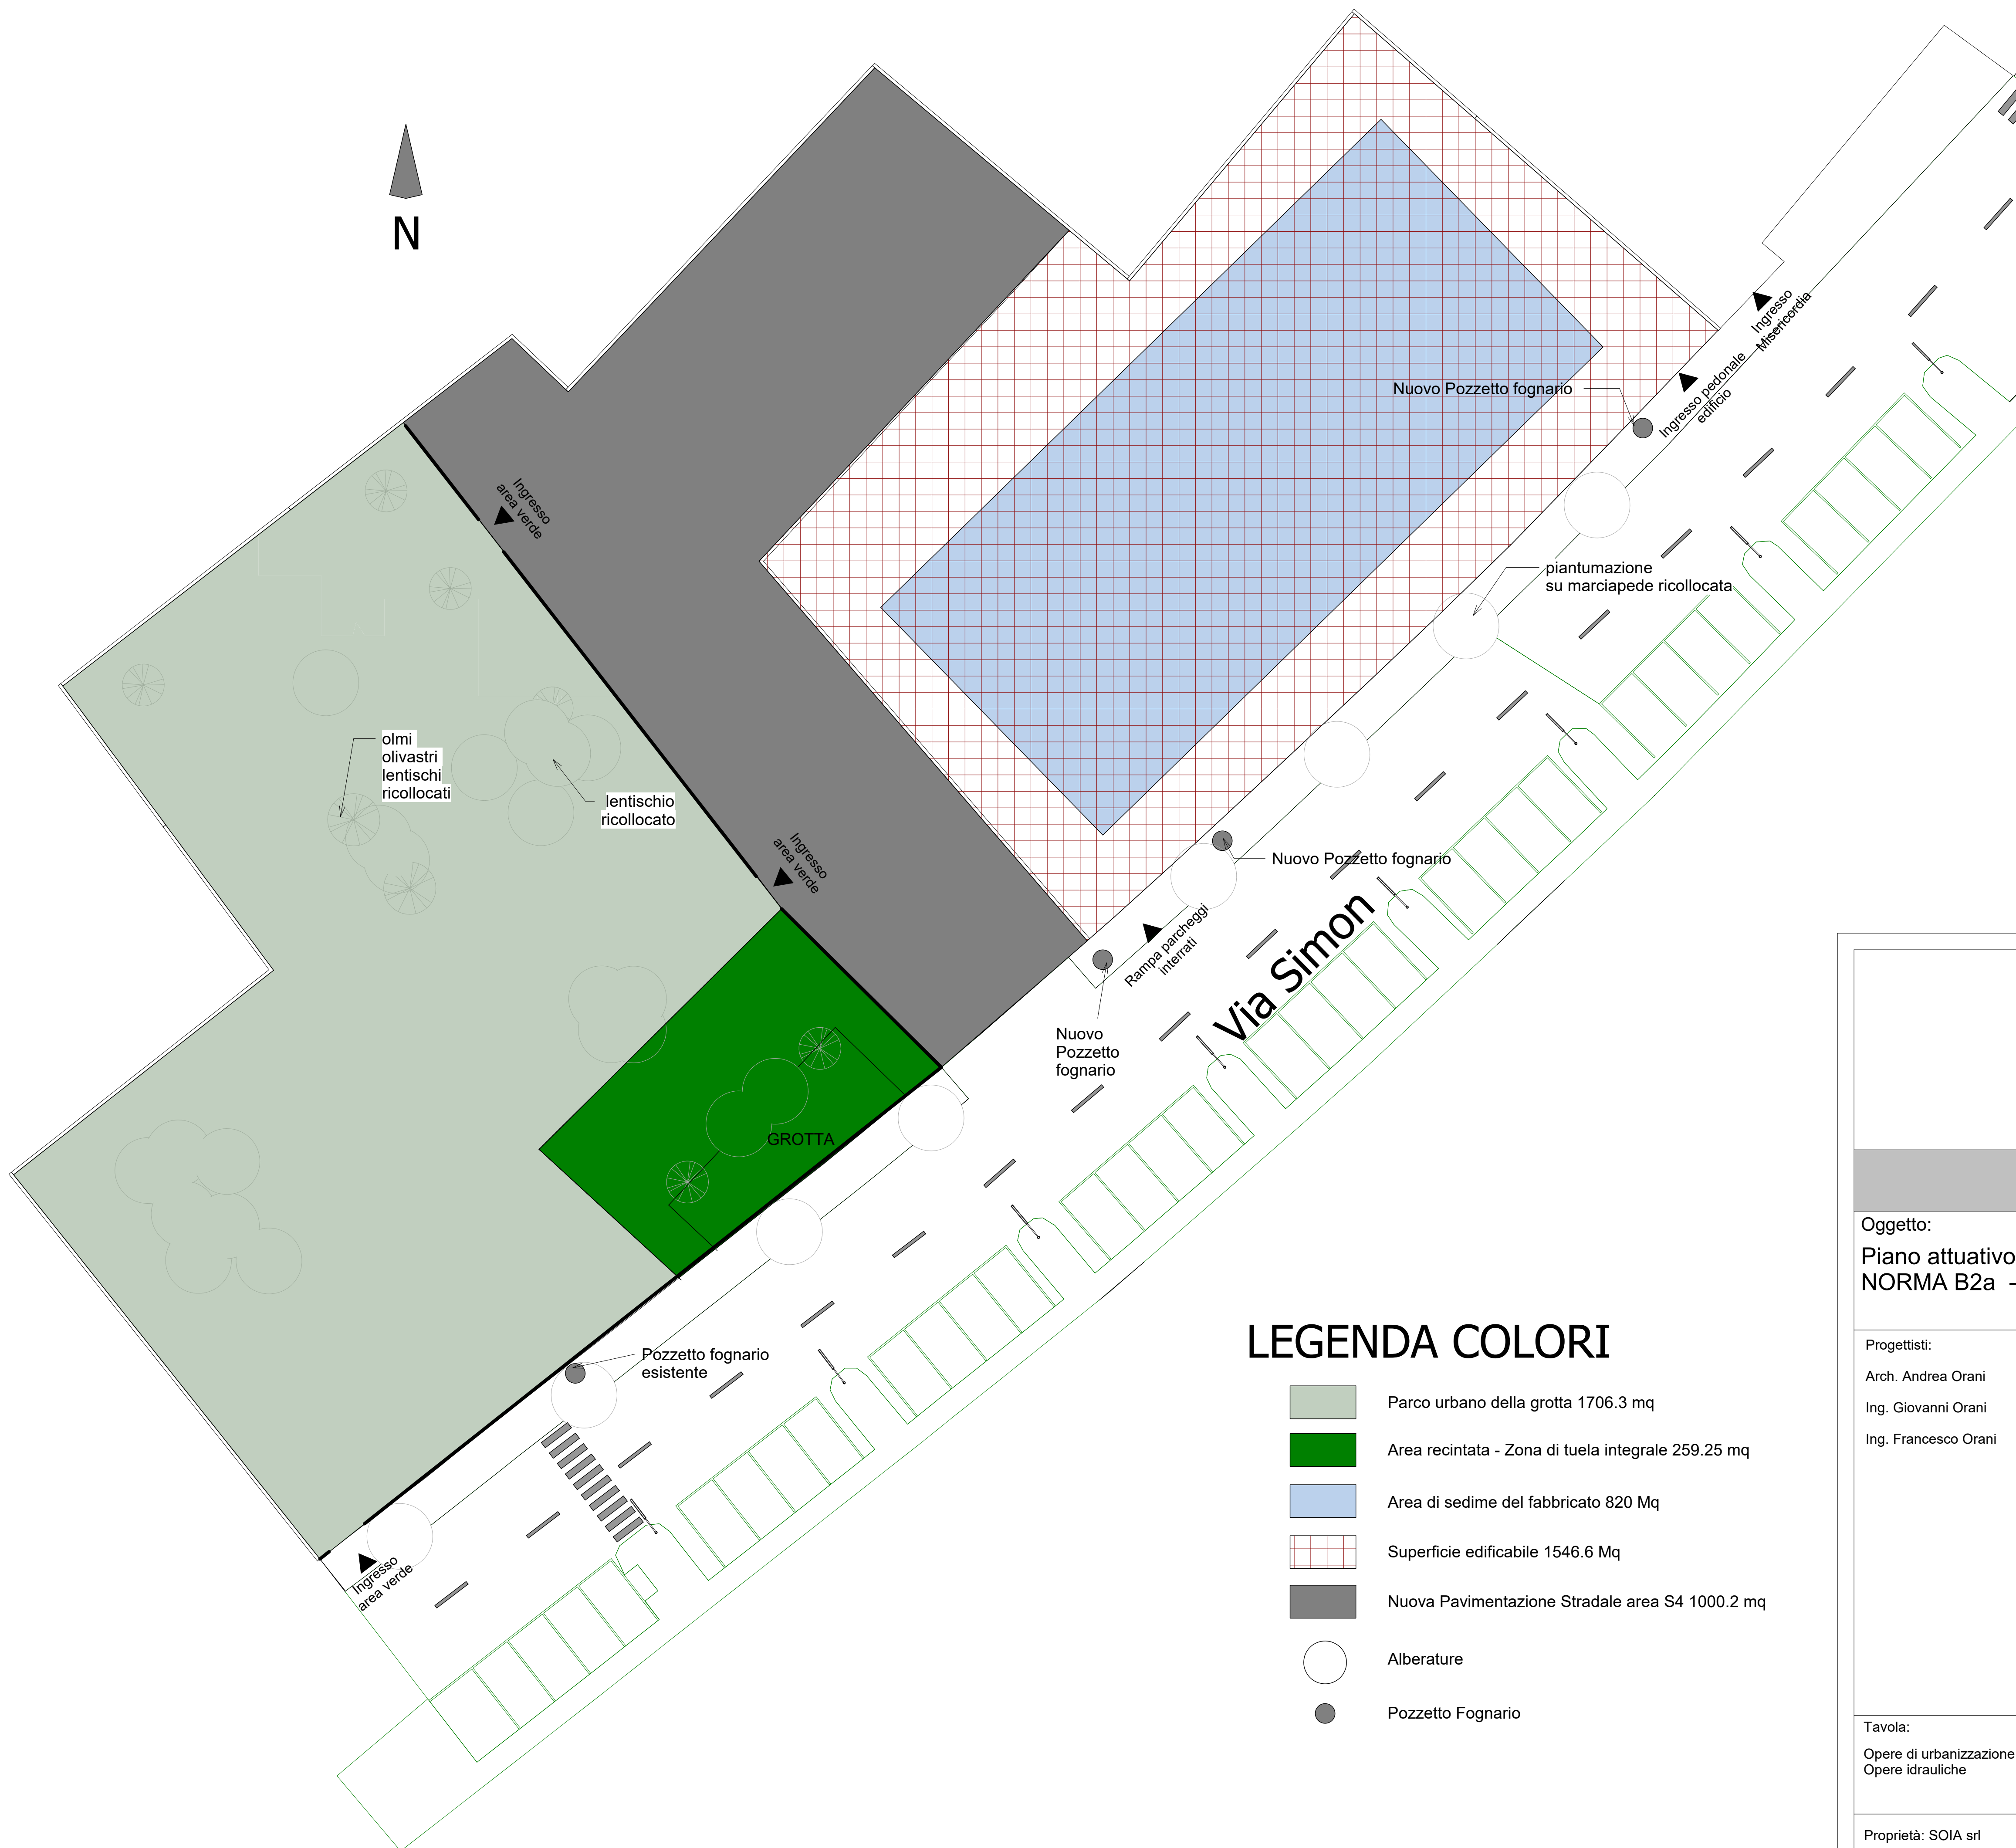 N
Ingresso
Misericordia
Ingresso pedonale
edificio
Nuovo Pozzetto fognario
Ingresso
area verde
piantumazione
su marciapede ricollocata
olmi
olivastri
lentischi
ricollocati
lentischio
ricollocato
Ingresso
area verde
Nuovo Pozzetto fognario
Via Simon
Rampa parcheggi
interrati
Nuovo
Pozzetto
fognario
GROTTA
Pozzetto fognario
esistente
Ingresso
area verde
LEGENDA COLORI
Parco urbano della grotta 1706.3 mq
Area recintata - Zona di tuela integrale 259.25 mq
Area di sedime del fabbricato 820 Mq
Superficie edificabile 1546.6 Mq
Nuova Pavimentazione Stradale area S4 1000.2 mq
Alberature
Pozzetto Fognario
Oggetto:
Piano attuativo
NORMA B2a -
Progettisti:
Arch. Andrea Orani
Ing. Giovanni Orani
Ing. Francesco Orani
Tavola:
Opere di urbanizzazione
Opere idrauliche
Proprietà: SOIA srl